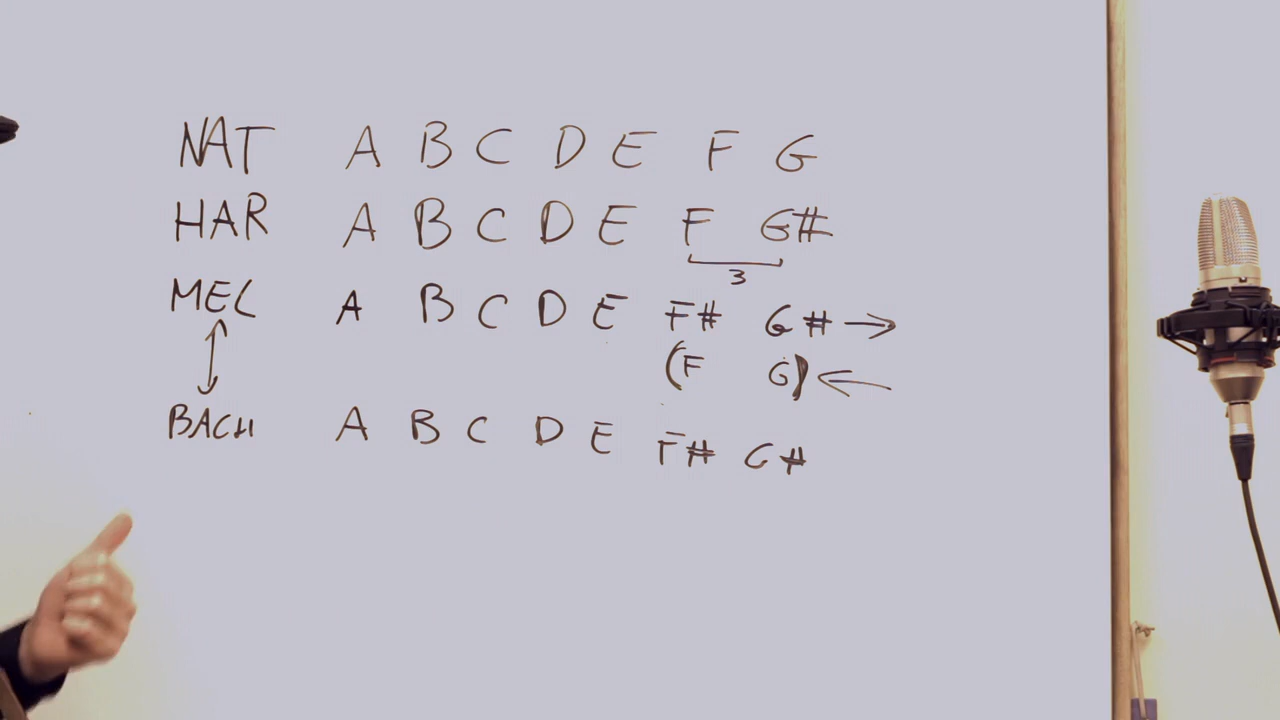 NAT A B C D E F G
HAR A B C D E F G#
3
MEL A B C D E F# G# →
(F G) ←
↕
BACH A B C D E F# G#